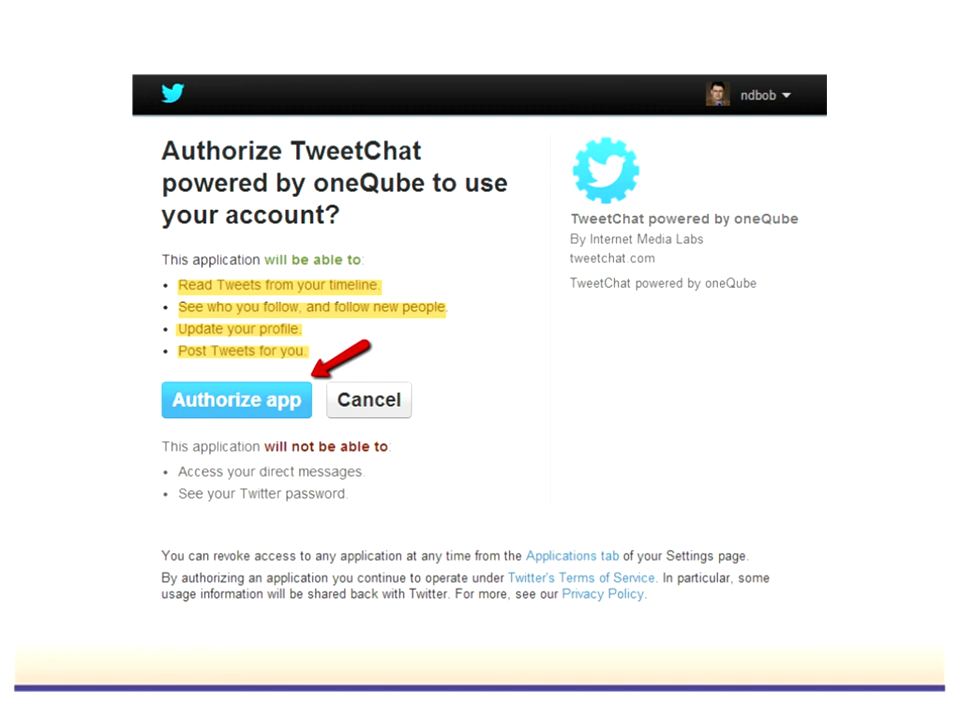 ndbob
Authorize TweetChat
powered by oneQube to use
your account?
This application will be able to:
Read Tweets from your timeline.
See who you follow, and follow new people.
Update your profile.
Post Tweets for you.
Authorize app
Cancel
This application will not be able to:
Access your direct messages.
See your Twitter password.
TweetChat powered by oneQube
By Internet Media Labs
tweetchat.com
TweetChat powered by oneQube
You can revoke access to any application at any time from the Applications tab of your Settings page.
By authorizing an application you continue to operate under Twitter's Terms of Service. In particular, some
usage information will be shared back with Twitter. For more, see our Privacy Policy.